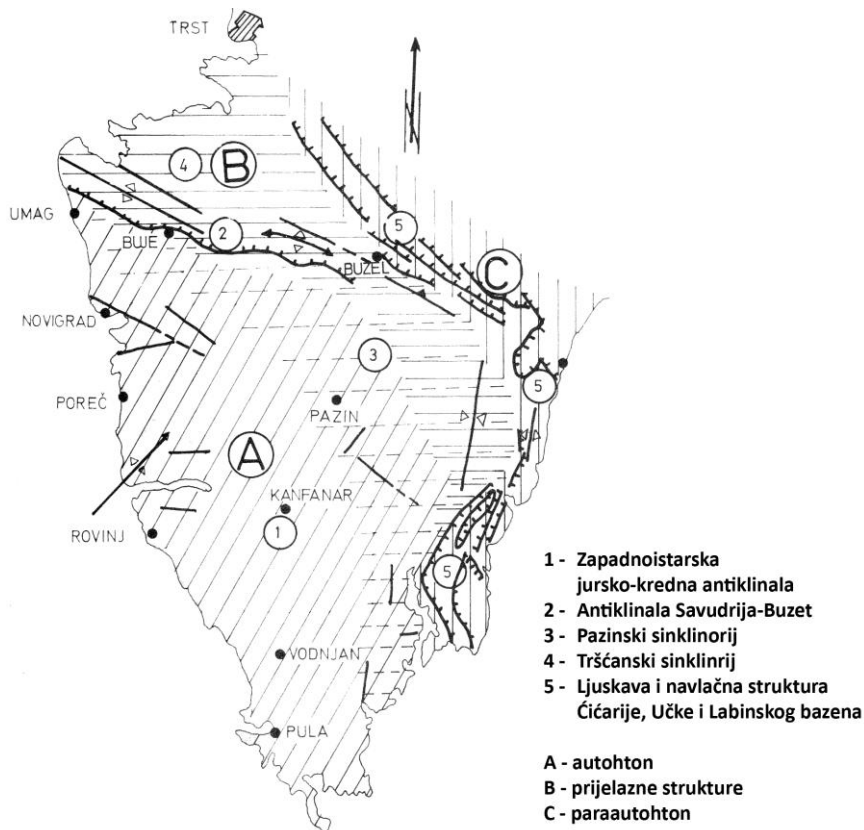 TRST
4
B
5
UMAG
2
BUJE
BUZEL
C
NOVIGRAD
3
5
POREČ
PAZIN
A
KANFANAR
ROVINJ
1
5
VODNJAN
PULA
1 - Zapadnoistarska
jursko-kredna antiklinala
2 - Antiklinala Savudrija-Buzet
3 - Pazinski sinklinorij
4 - Tršćanski sinklinrij
5 - Ljuskava i navlačna struktura
Ćićarije, Učke i Labinskog bazena
A - autohton
B - prijelazne strukture
C - paraautohton